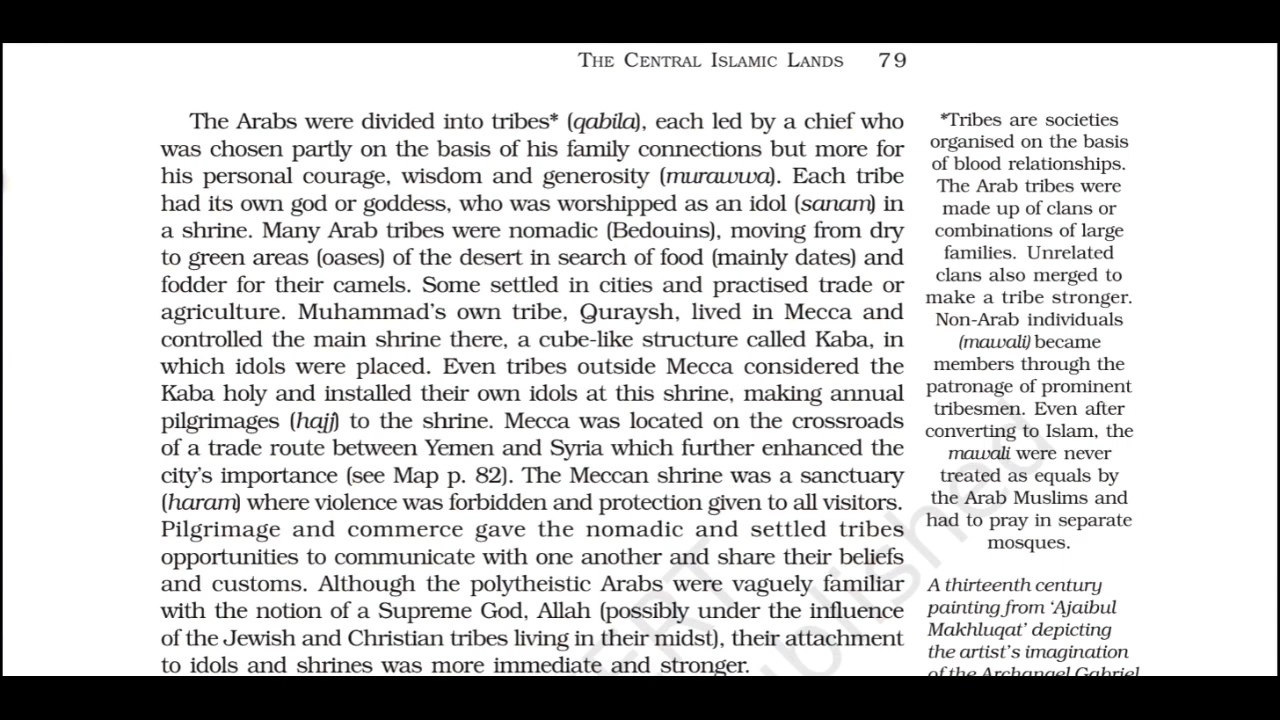 THE CENTRAL ISLAMIC LANDS 79
The Arabs were divided into tribes* (qabila), each led by a chief who
was chosen partly on the basis of his family connections but more for
his personal courage, wisdom and generosity (murawwa). Each tribe
had its own god or goddess, who was worshipped as an idol (sanam) in
a shrine. Many Arab tribes were nomadic (Bedouins), moving from dry
to green areas (oases) of the desert in search of food (mainly dates) and
fodder for their camels. Some settled in cities and practised trade or
agriculture. Muhammad's own tribe, Quraysh, lived in Mecca and
controlled the main shrine there, a cube-like structure called Kaba, in
which idols were placed. Even tribes outside Mecca considered the
Kaba holy and installed their own idols at this shrine, making annual
pilgrimages (hajj) to the shrine. Mecca was located on the crossroads
of a trade route between Yemen and Syria which further enhanced the
city's importance (see Map p. 82). The Meccan shrine was a sanctuary
(haram) where violence was forbidden and protection given to all visitors.
Pilgrimage and commerce gave the nomadic and settled tribes
opportunities to communicate with one another and share their beliefs
and customs. Although the polytheistic Arabs were vaguely familiar
with the notion of a Supreme God, Allah (possibly under the influence
of the Jewish and Christian tribes living in their midst), their attachment
to idols and shrines was more immediate and stronger.
*Tribes are societies
organised on the basis
of blood relationships.
The Arab tribes were
made up of clans or
combinations of large
families. Unrelated
clans also merged to
make a tribe stronger.
Non-Arab individuals
(mawali) became
members through the
patronage of prominent
tribesmen. Even after
converting to Islam, the
mawali were never
treated as equals by
the Arab Muslims and
had to pray in separate
mosques.
A thirteenth century
painting from 'Ajaibul
Makhluqat' depicting
the artist's imagination
of the Archangel Gabriel